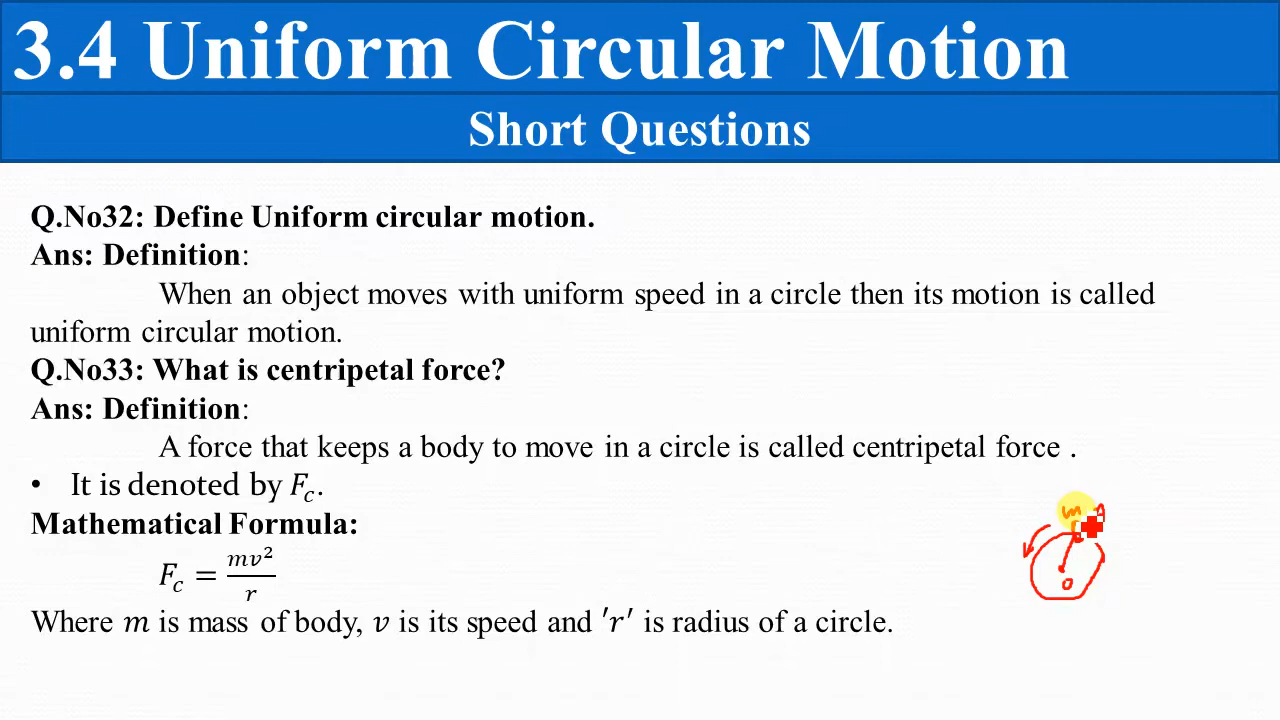 3.4 Uniform Circular Motion
Short Questions
Q.No32: Define Uniform circular motion.
Ans: Definition:
When an object moves with uniform speed in a circle then its motion is called
uniform circular motion.
Q.No33: What is centripetal force?
Ans: Definition:
A force that keeps a body to move in a circle is called centripetal force .
• It is denoted by F_c.
Mathematical Formula:
F_c = mv²/r
Where m is mass of body, v is its speed and ′r′ is radius of a circle.
m
o